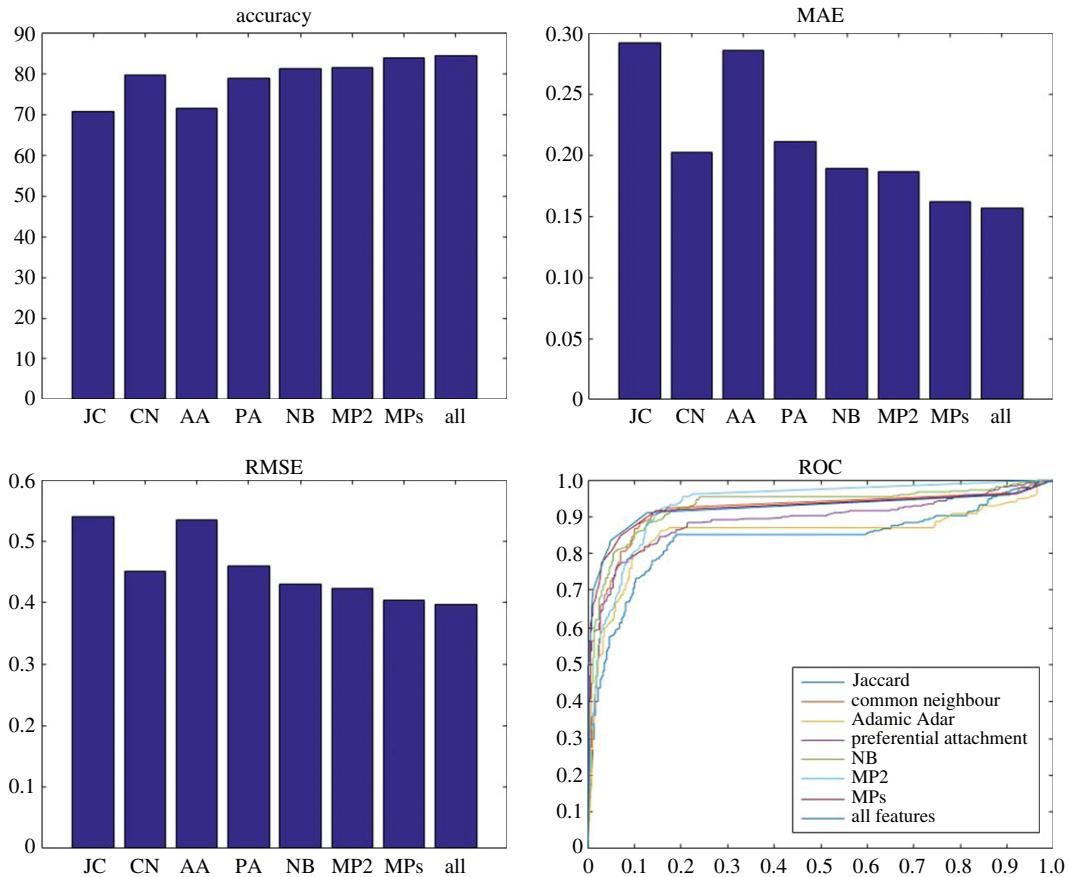 accuracy
90
80
70
60
50
40
30
20
10
0
JC CN AA PA NB MP2 MPs all
MAE
0.30
0.25
0.20
0.15
0.10
0.05
0
JC CN AA PA NB MP2 MPs all
RMSE
0.6
0.5
0.4
0.3
0.2
0.1
0
JC CN AA PA NB MP2 MPs all
ROC
1.0
0.9
0.8
0.7
0.6
0.5
0.4
0.3
0.2
0.1
0
Jaccard
common neighbour
Adamic Adar
preferential attachment
NB
MP2
MPs
all features
0 0.1 0.2 0.3 0.4 0.5 0.6 0.7 0.8 0.9 1.0